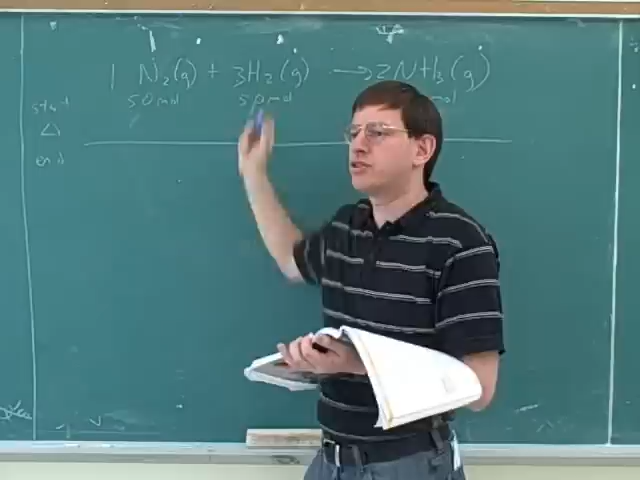 1 N₂(g) + 3H₂(g) → 2NH₃(g)
start 50 mol 50 mol mol
Δ
end